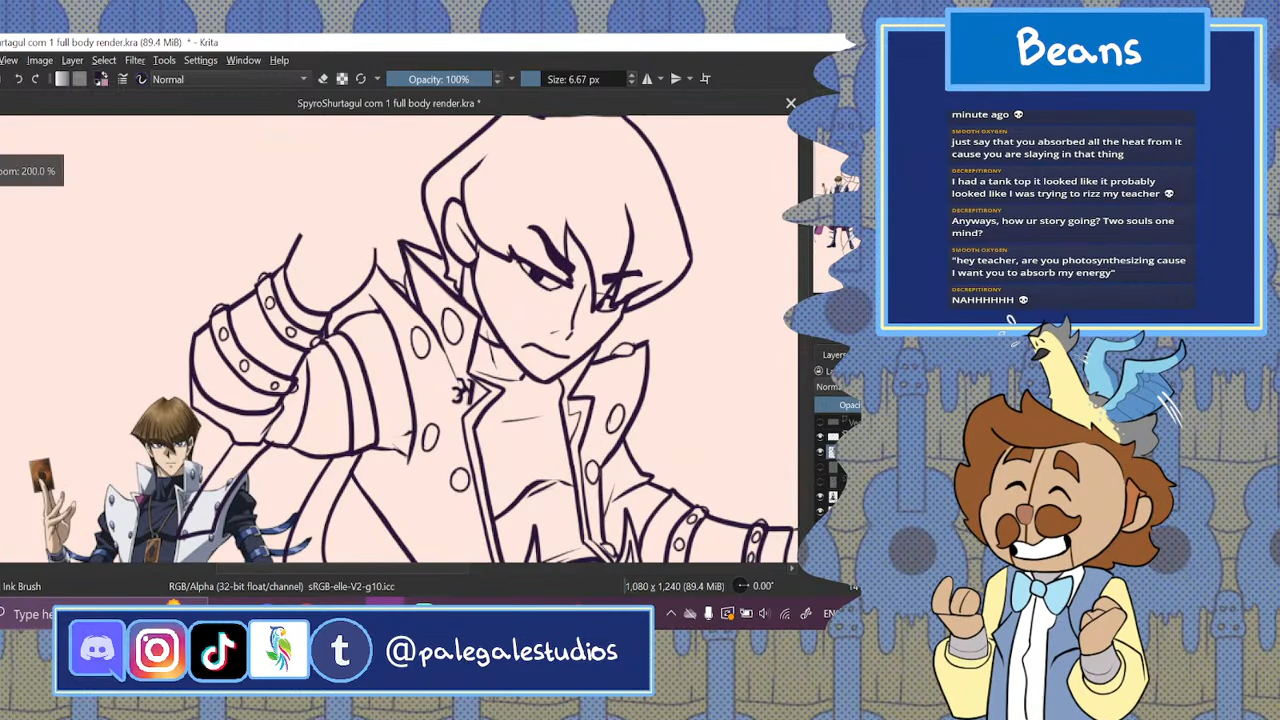 rtagul com 1 full body render.kra (89.4 MiB) * - Krita
View Image Layer Select Filter Tools Settings Window Help
Normal Opacity: 100% Size: 6.67 px
SpyroShurtagul com 1 full body render.kra *
oom: 200.0 %
Beans
minute ago 💀
SMOOTH OXYGEN
just say that you absorbed all the heat from it
cause you are slaying in that thing
DECREPITIRONY
I had a tank top it looked like it probably
looked like I was trying to rizz my teacher 💀
DECREPITIRONY
Anyways, how ur story going? Two souls one
mind?
SMOOTH OXYGEN
"hey teacher, are you photosynthesizing cause
I want you to absorb my energy"
DECREPITIRONY
NAHHHHHH 💀
Layers
La
Norma
Opaci
Ink Brush RGB/Alpha (32-bit float/channel) sRGB-elle-V2-g10.icc 1,080 x 1,240 (89.4 MiB) 0.00°
Type he
EN
t @palegalestudios